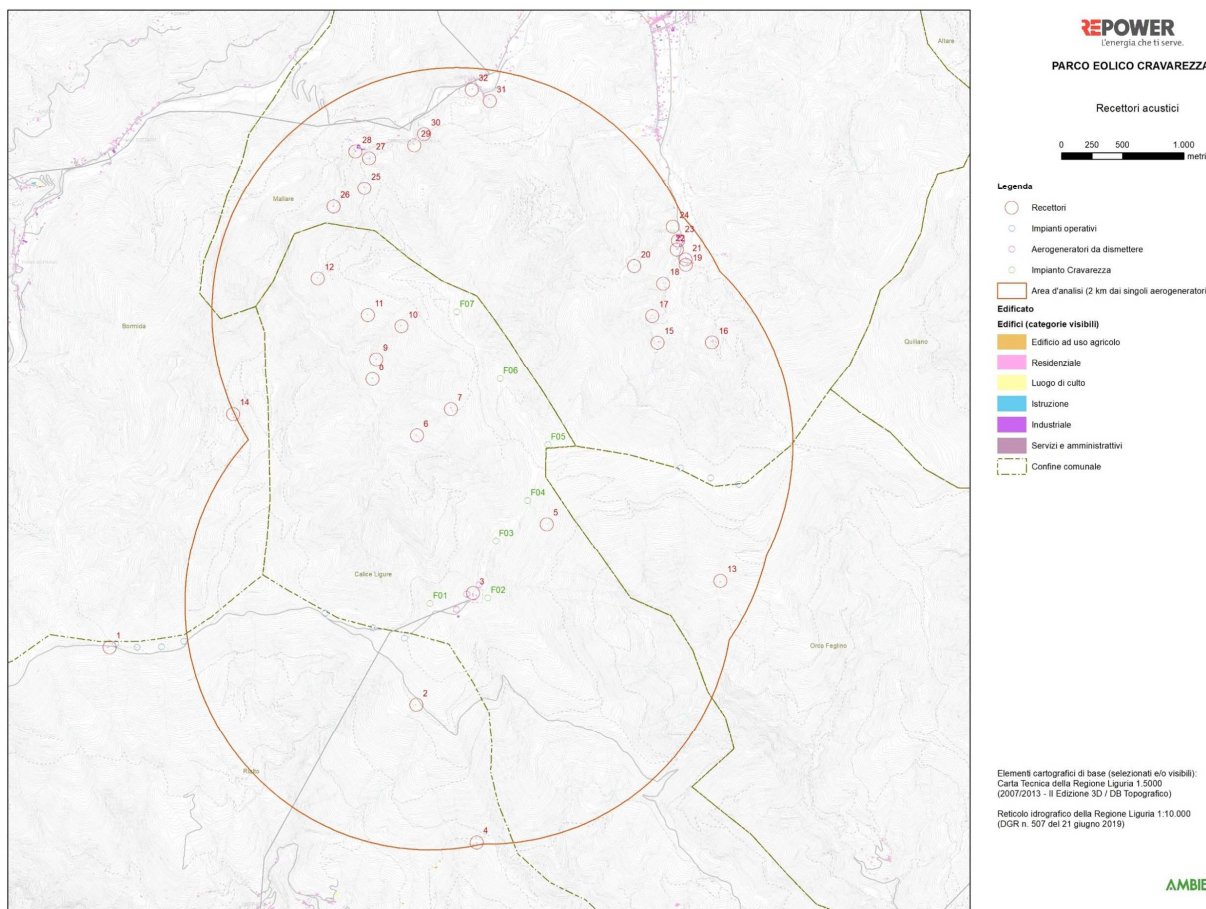 REPOWER
L'energia che ti serve.
PARCO EOLICO CRAVAREZZA
Recettori acustici
0 250 500 1.000
metri
Legenda
Recettori
Impianti operativi
Aerogeneratori da dismettere
Impianto Cravarezza
Area d'analisi (2 km dai singoli aerogeneratori
Edificato
Edifici (categorie visibili)
Edificio ad uso agricolo
Residenziale
Luogo di culto
Istruzione
Industriale
Servizi e amministrattivi
Confine comunale
Elementi cartografici di base (selezionati e/o visibili):
Carta Tecnica della Regione Liguria 1:5000
(2007/2013 - II Edizione 3D / DB Topografico)
Reticolo idrografico della Regione Liguria 1:10.000
(DGR n. 507 del 21 giugno 2019)
AMBIE
Altare
32
31
30
29
28
27
25
Mallare
26
24
23
22
21
20
19
18
12
F07
11
10
17
16
15
Bormida
Quiliano
9
8
F06
14
7
6
F05
F04
5
F03
Calice Ligure
3
F01
F02
13
1
Orco Feglino
2
Rialto
4